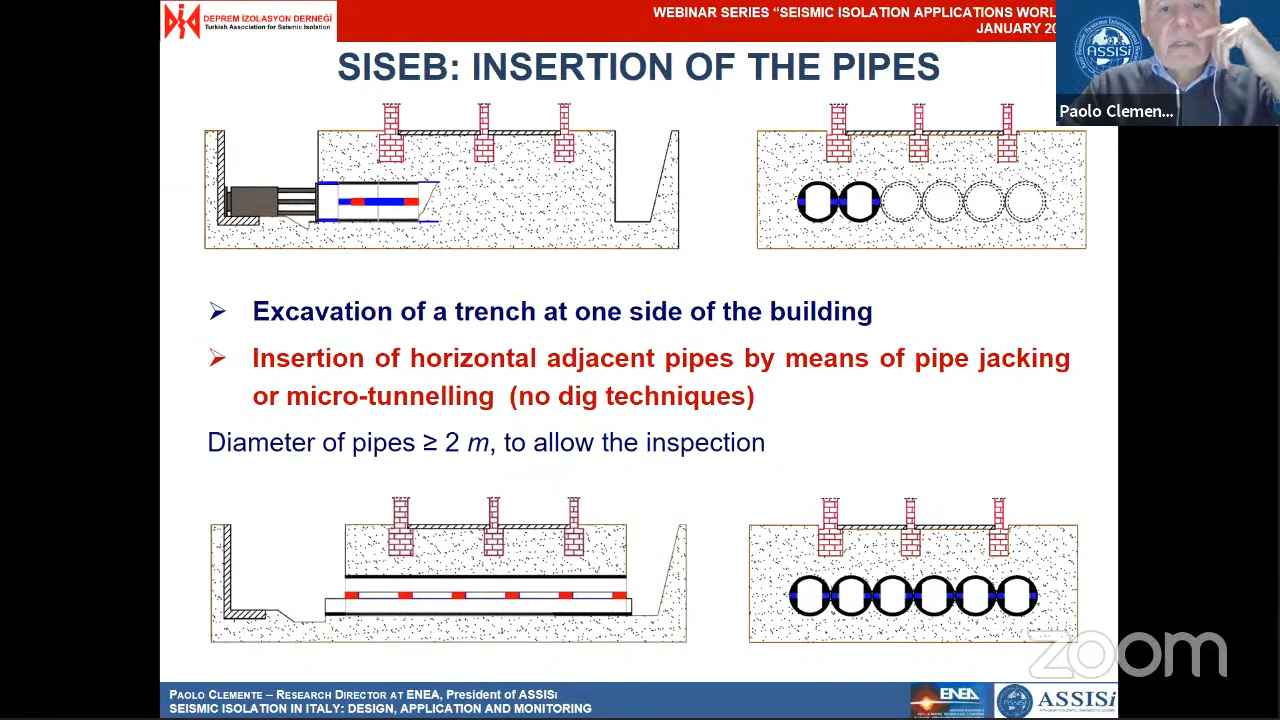 DEPREM İZOLASYON DERNEĞİ
Turkish Association for Seismic Isolation
WEBINAR SERIES “SEISMIC ISOLATION APPLICATIONS WORL
JANUARY 20
ASSISi
Paolo Clemen...
SISEB: INSERTION OF THE PIPES
Excavation of a trench at one side of the building
Insertion of horizontal adjacent pipes by means of pipe jacking
or micro-tunnelling (no dig techniques)
Diameter of pipes ≥ 2 m, to allow the inspection
zoom
PAOLO CLEMENTE – RESEARCH DIRECTOR AT ENEA, President of ASSISi
SEISMIC ISOLATION IN ITALY: DESIGN, APPLICATION AND MONITORING
ENEA
ASSISi